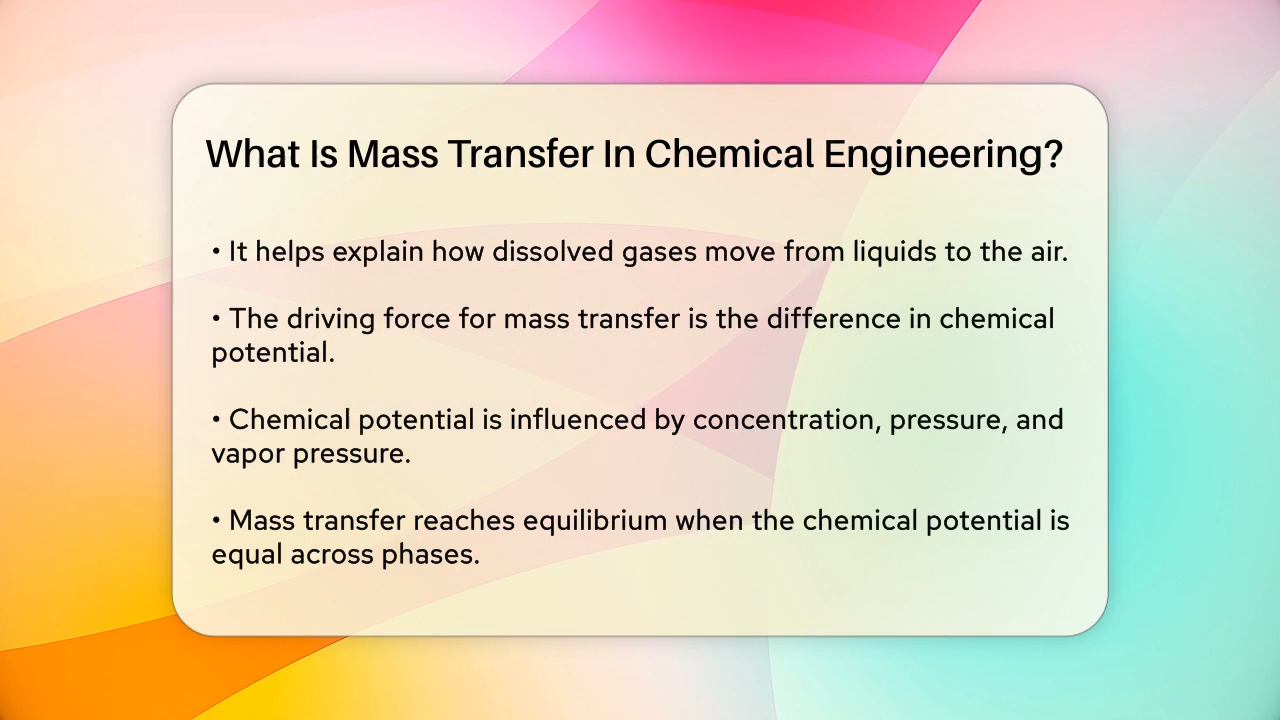 What Is Mass Transfer In Chemical Engineering?
• It helps explain how dissolved gases move from liquids to the air.
• The driving force for mass transfer is the difference in chemical
potential.
• Chemical potential is influenced by concentration, pressure, and
vapor pressure.
• Mass transfer reaches equilibrium when the chemical potential is
equal across phases.